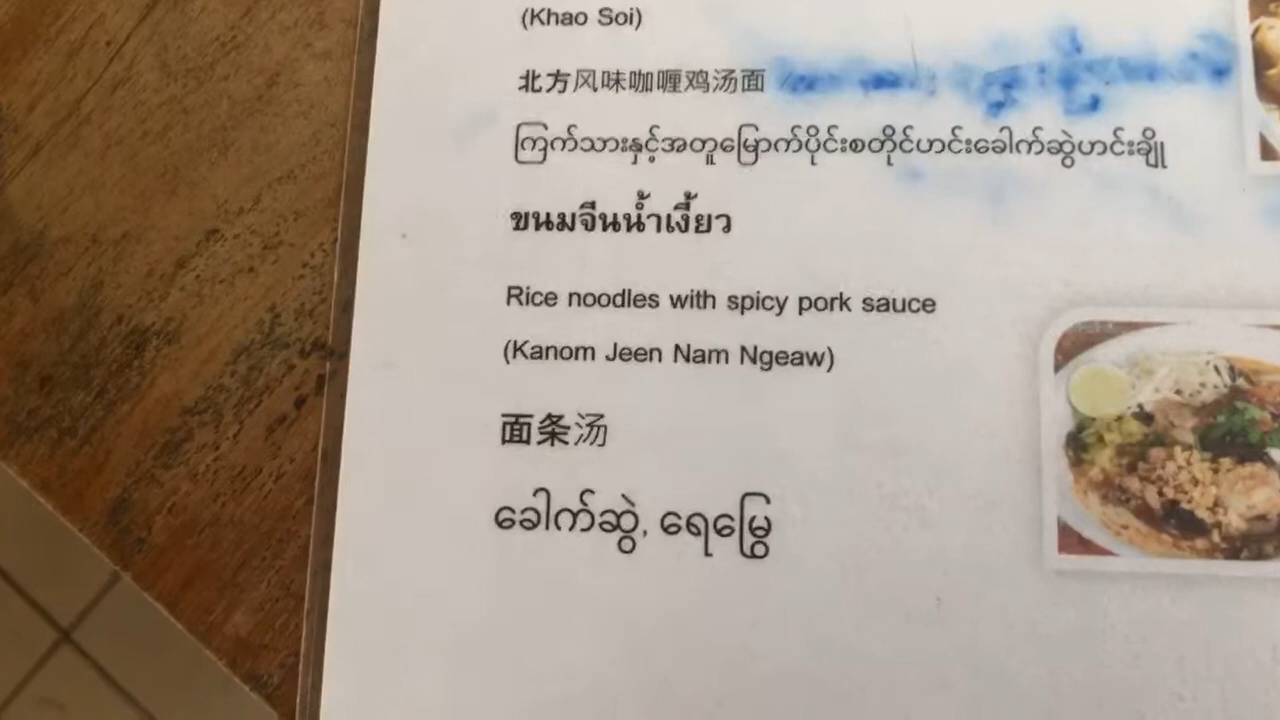 (Khao Soi)
北方风味咖喱鸡汤面
ကြက်သားနှင့်အတူမြောက်ပိုင်းစတိုင်ဟင်းခေါက်ဆွဲဟင်းချို
ขนมจีนน้ำเงี้ยว
Rice noodles with spicy pork sauce
(Kanom Jeen Nam Ngeaw)
面条汤
ခေါက်ဆွဲ, ရေမြွေ